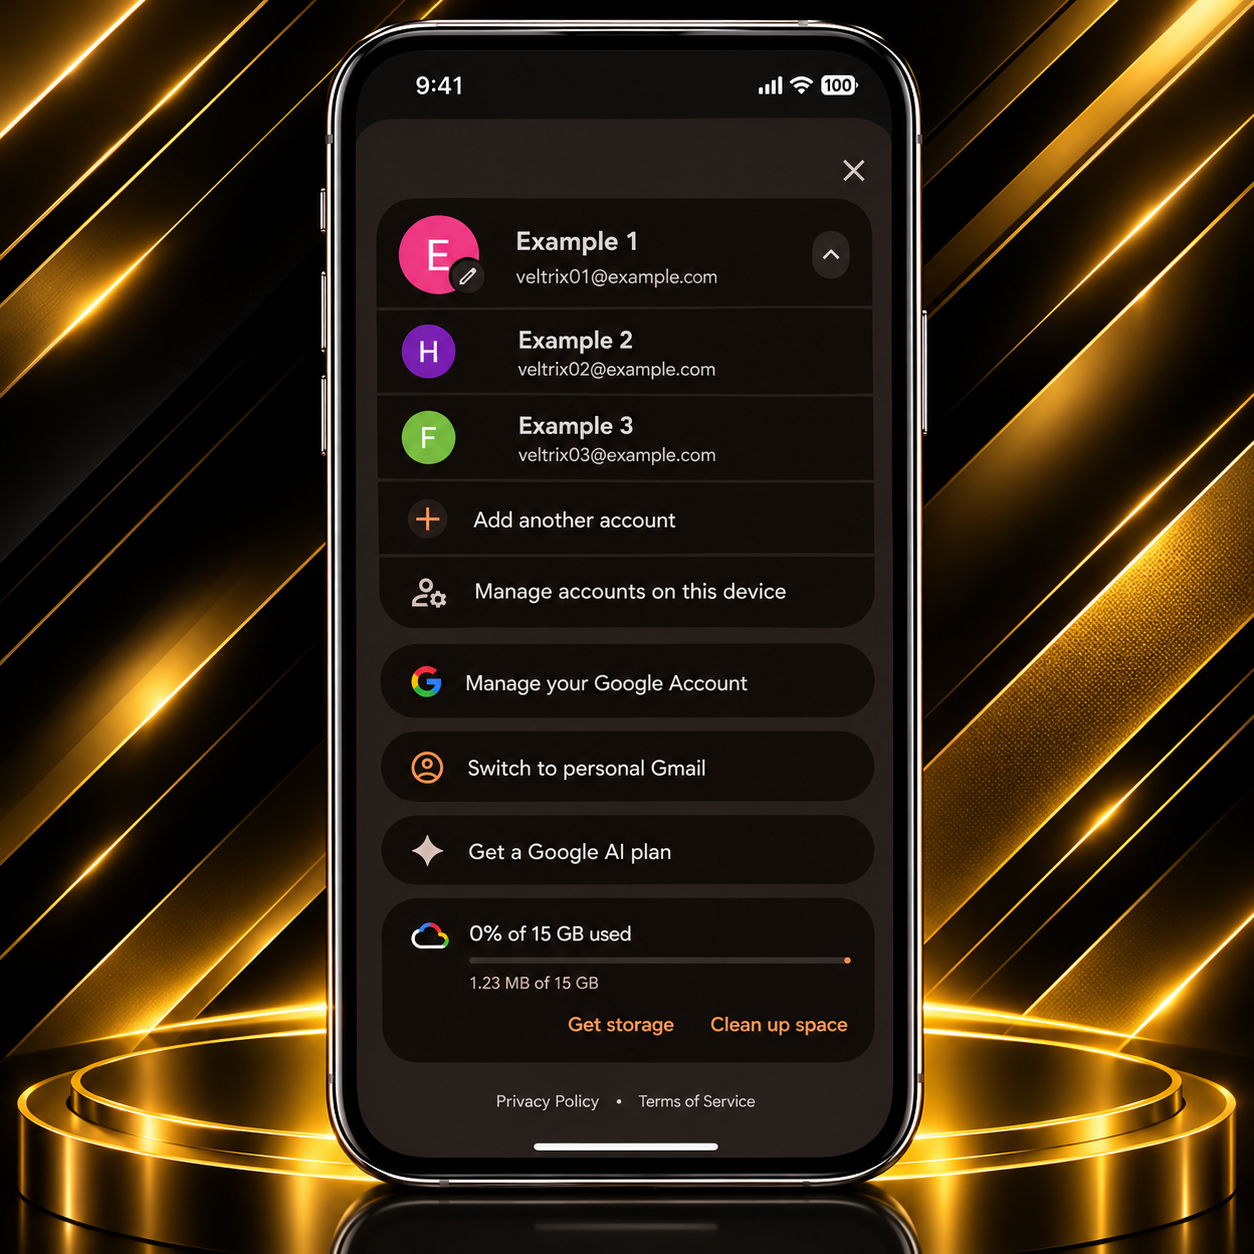 9:41
100
E
Example 1
veltrix01@example.com
H
Example 2
veltrix02@example.com
F
Example 3
veltrix03@example.com
Add another account
Manage accounts on this device
G
Manage your Google Account
Switch to personal Gmail
Get a Google AI plan
0% of 15 GB used
1.23 MB of 15 GB
Get storage Clean up space
Privacy Policy • Terms of Service